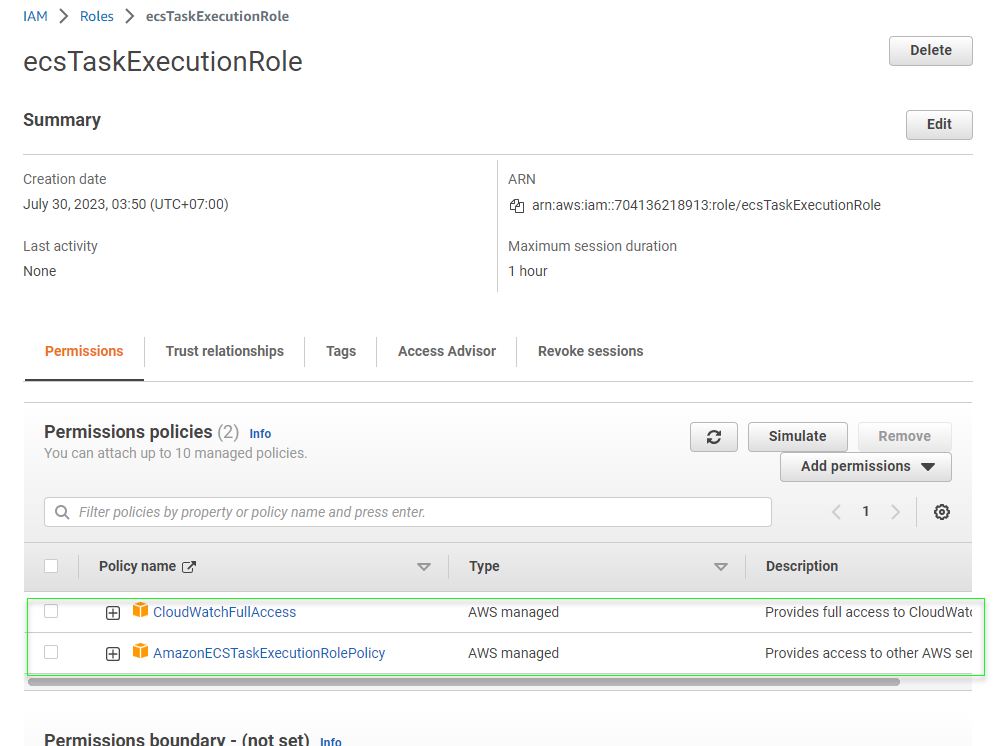 IAM Roles ecsTaskExecutionRole
ecsTaskExecutionRole
Delete
Summary
Edit
Creation date
July 30, 2023, 03:50 (UTC+07:00)
ARN
arn:aws:iam::704136218913:role/ecsTaskExecutionRole
Last activity
None
Maximum session duration
1 hour
Permissions Trust relationships Tags Access Advisor Revoke sessions
Permissions policies (2) Info
You can attach up to 10 managed policies.
Simulate Remove
Add permissions
Filter policies by property or policy name and press enter.
1
Policy name Type Description
CloudWatchFullAccess AWS managed Provides full access to CloudWatc
AmazonECSTaskExecutionRolePolicy AWS managed Provides access to other AWS ser
Permissions boundary - (not set) Info